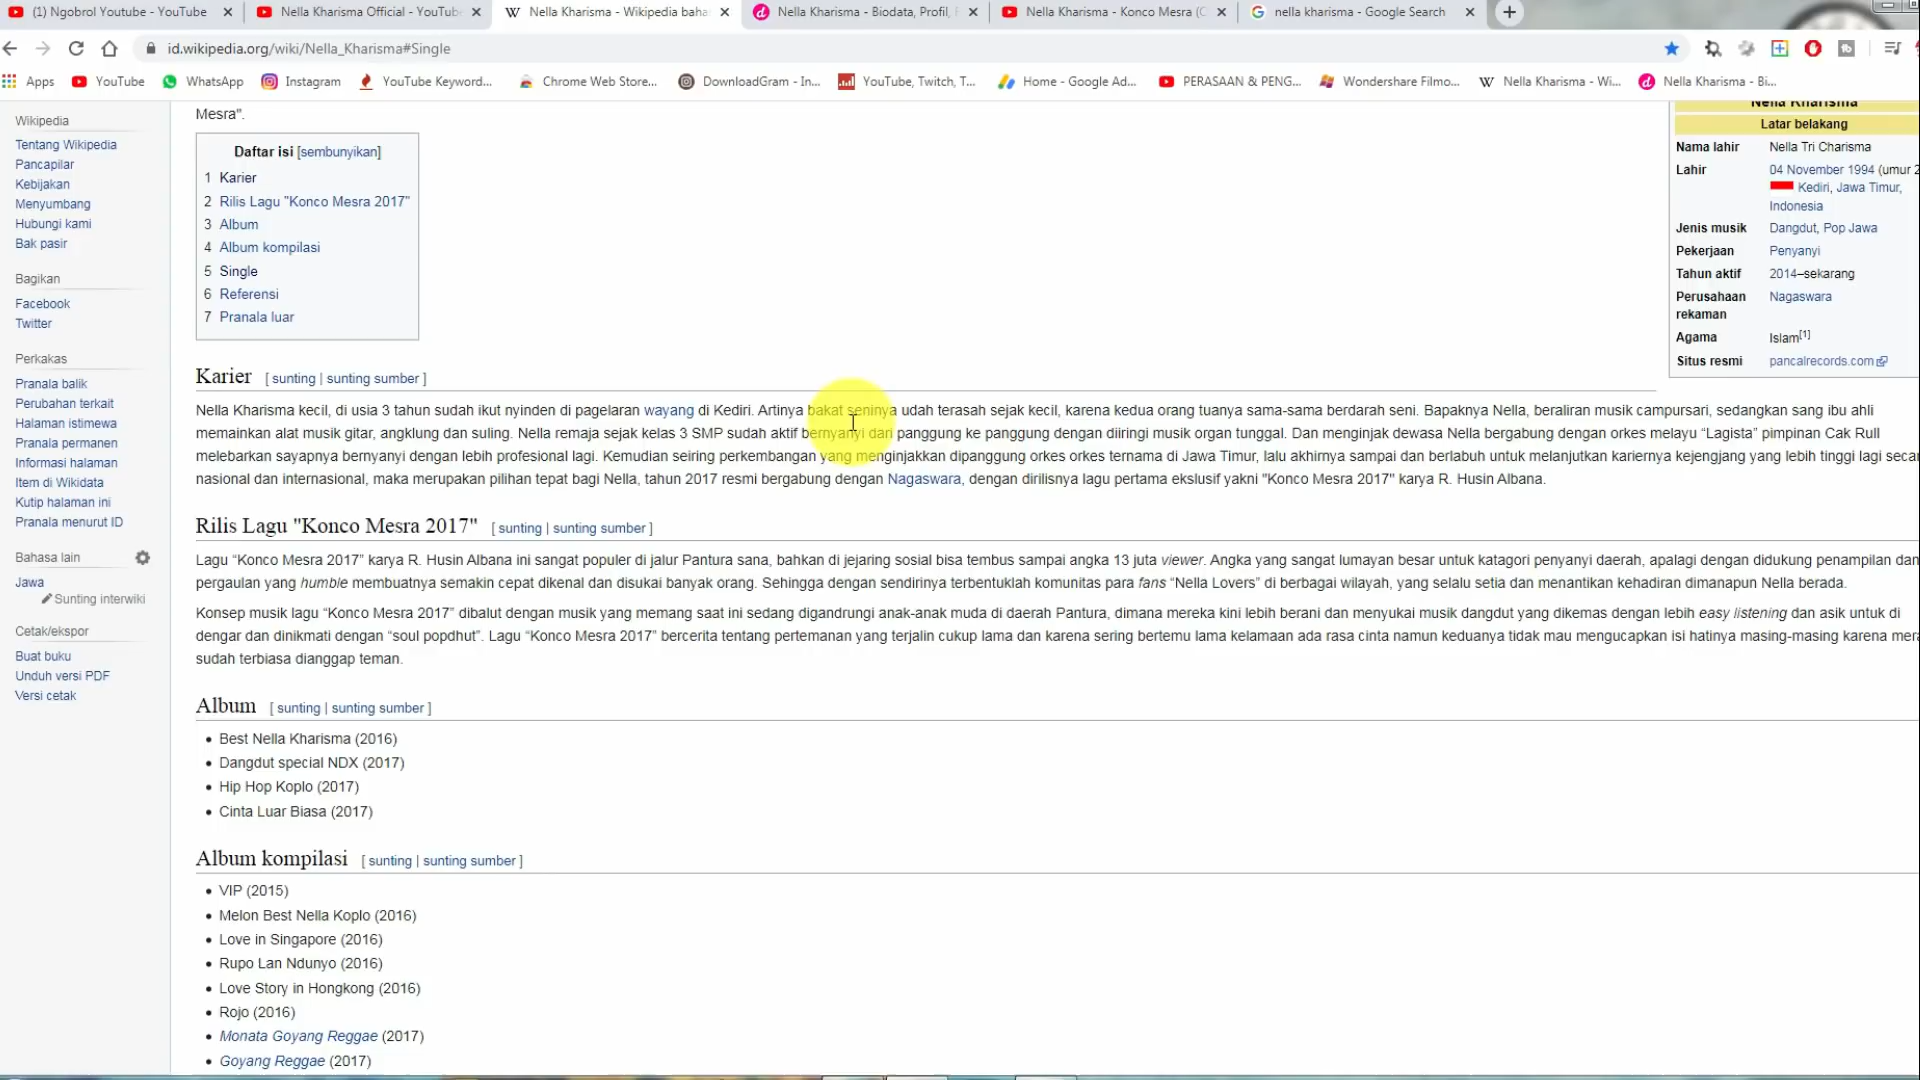 (1) Ngobrol Youtube - YouTube
Nella Kharisma Official - YouTube
Nella Kharisma - Wikipedia baha
Nella Kharisma - Biodata, Profil,
Nella Kharisma - Konco Mesra (
nella kharisma - Google Search
id.wikipedia.org/wiki/Nella_Kharisma#Single
Apps
YouTube
WhatsApp
Instagram
YouTube Keyword...
Chrome Web Store...
DownloadGram - In...
YouTube, Twitch, T...
Home - Google Ad...
PERASAAN & PENG...
Wondershare Filmo...
Nella Kharisma - Wi...
Nella Kharisma - Bi...
Wikipedia
Tentang Wikipedia
Pancapilar
Kebijakan
Menyumbang
Hubungi kami
Bak pasir
Bagikan
Facebook
Twitter
Perkakas
Pranala balik
Perubahan terkait
Halaman istimewa
Pranala permanen
Informasi halaman
Item di Wikidata
Kutip halaman ini
Pranala menurut ID
Bahasa lain
Jawa
Sunting interwiki
Cetak/ekspor
Buat buku
Unduh versi PDF
Versi cetak
Mesra".
Daftar isi [sembunyikan]
1 Karier
2 Rilis Lagu "Konco Mesra 2017"
3 Album
4 Album kompilasi
5 Single
6 Referensi
7 Pranala luar
Nella Kharisma
Latar belakang
Nama lahir Nella Tri Charisma
Lahir 04 November 1994 (umur 2
Kediri, Jawa Timur,
Indonesia
Jenis musik Dangdut, Pop Jawa
Pekerjaan Penyanyi
Tahun aktif 2014–sekarang
Perusahaan Nagaswara
rekaman
Agama Islam[1]
Situs resmi pancalrecords.com
Karier [ sunting | sunting sumber ]
Nella Kharisma kecil, di usia 3 tahun sudah ikut nyinden di pagelaran wayang di Kediri. Artinya bakat seninya udah terasah sejak kecil, karena kedua orang tuanya sama-sama berdarah seni. Bapaknya Nella, beraliran musik campursari, sedangkan sang ibu ahli
memainkan alat musik gitar, angklung dan suling. Nella remaja sejak kelas 3 SMP sudah aktif bernyanyi dari panggung ke panggung dengan diiringi musik organ tunggal. Dan menginjak dewasa Nella bergabung dengan orkes melayu “Lagista” pimpinan Cak Rull
melebarkan sayapnya bernyanyi dengan lebih profesional lagi. Kemudian seiring perkembangan yang menginjakkan dipanggung orkes orkes ternama di Jawa Timur, lalu akhirnya sampai dan berlabuh untuk melanjutkan kariernya kejengjang yang lebih tinggi lagi secar
nasional dan internasional, maka merupakan pilihan tepat bagi Nella, tahun 2017 resmi bergabung dengan Nagaswara, dengan dirilisnya lagu pertama ekslusif yakni "Konco Mesra 2017" karya R. Husin Albana.
Rilis Lagu "Konco Mesra 2017" [ sunting | sunting sumber ]
Lagu “Konco Mesra 2017” karya R. Husin Albana ini sangat populer di jalur Pantura sana, bahkan di jejaring sosial bisa tembus sampai angka 13 juta viewer. Angka yang sangat lumayan besar untuk katagori penyanyi daerah, apalagi dengan didukung penampilan dan
pergaulan yang humble membuatnya semakin cepat dikenal dan disukai banyak orang. Sehingga dengan sendirinya terbentuklah komunitas para fans “Nella Lovers” di berbagai wilayah, yang selalu setia dan menantikan kehadiran dimanapun Nella berada.
Konsep musik lagu “Konco Mesra 2017” dibalut dengan musik yang memang saat ini sedang digandrungi anak-anak muda di daerah Pantura, dimana mereka kini lebih berani dan menyukai musik dangdut yang dikemas dengan lebih easy listening dan asik untuk di
dengar dan dinikmati dengan “soul popdhut”. Lagu “Konco Mesra 2017” bercerita tentang pertemanan yang terjalin cukup lama dan karena sering bertemu lama kelamaan ada rasa cinta namun keduanya tidak mau mengucapkan isi hatinya masing-masing karena mera
sudah terbiasa dianggap teman.
Album [ sunting | sunting sumber ]
• Best Nella Kharisma (2016)
• Dangdut special NDX (2017)
• Hip Hop Koplo (2017)
• Cinta Luar Biasa (2017)
Album kompilasi [ sunting | sunting sumber ]
• VIP (2015)
• Melon Best Nella Koplo (2016)
• Love in Singapore (2016)
• Rupo Lan Ndunyo (2016)
• Love Story in Hongkong (2016)
• Rojo (2016)
• Monata Goyang Reggae (2017)
• Goyang Reggae (2017)